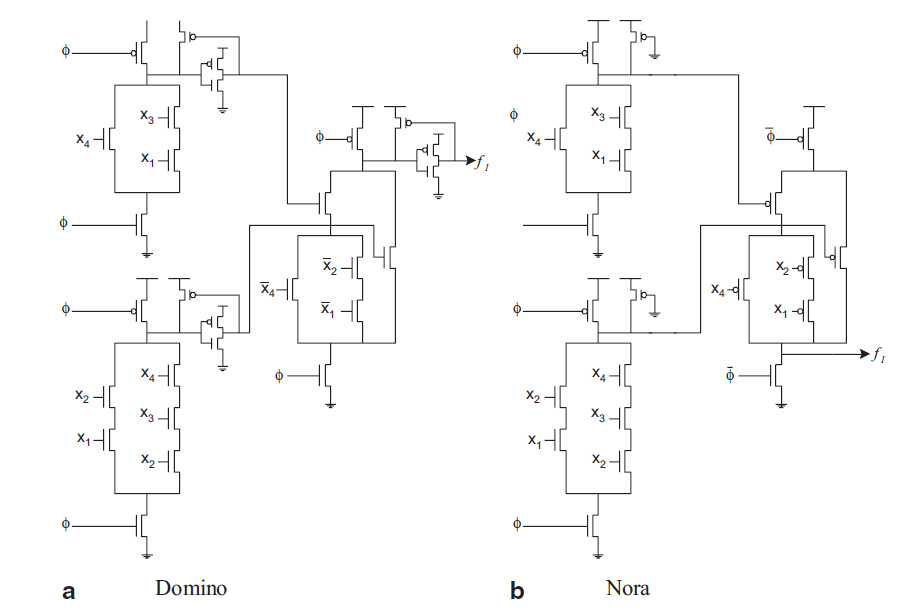 ϕ
x₃
x₄
x₁
ϕ
ϕ
f₁
x̅₂
x̅₄
x̅₁
ϕ
ϕ
x₄
x₂
x₃
x₁
x₂
ϕ
a Domino
ϕ
ϕ
x₃
x₄
x₁
ϕ̅
x₂
x₄
x₁
ϕ
f₁
ϕ̅
x₄
x₂
x₃
x₁
x₂
ϕ
b Nora